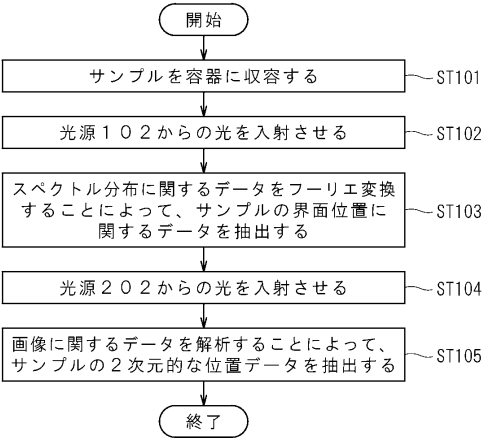 開始
サンプルを容器に収容する
ST101
光源１０２からの光を入射させる
ST102
スペクトル分布に関するデータをフーリエ変換
することによって、サンプルの界面位置に
関するデータを抽出する
ST103
光源２０２からの光を入射させる
ST104
画像に関するデータを解析することによって、
サンプルの２次元的な位置データを抽出する
ST105
終了